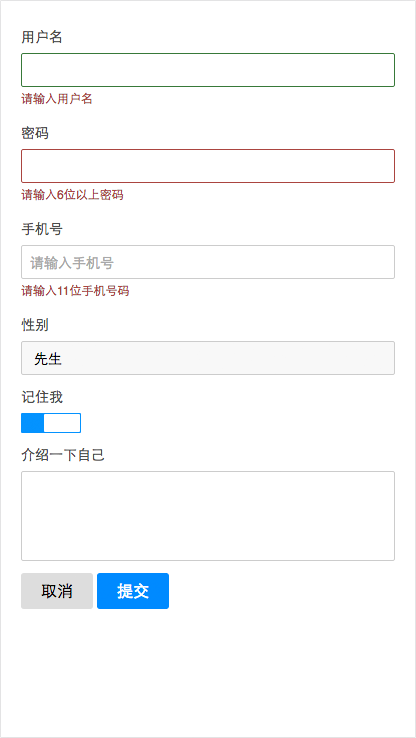 用户名
请输入用户名
密码
请输入6位以上密码
手机号
请输入手机号
请输入11位手机号码
性别
先生
记住我
介绍一下自己
取消 提交